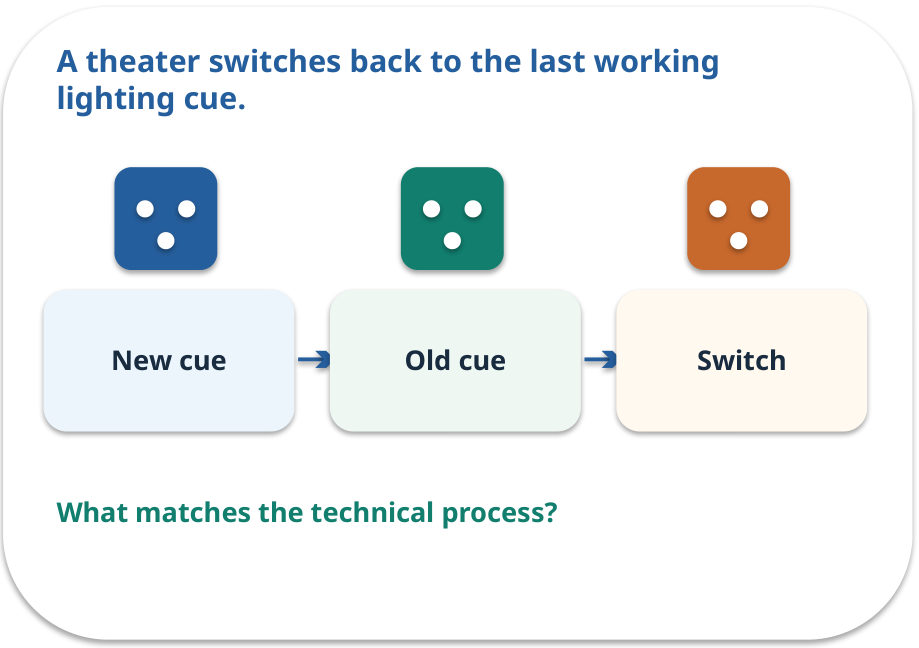 A theater switches back to the last working
lighting cue.
New cue
Old cue
Switch
What matches the technical process?